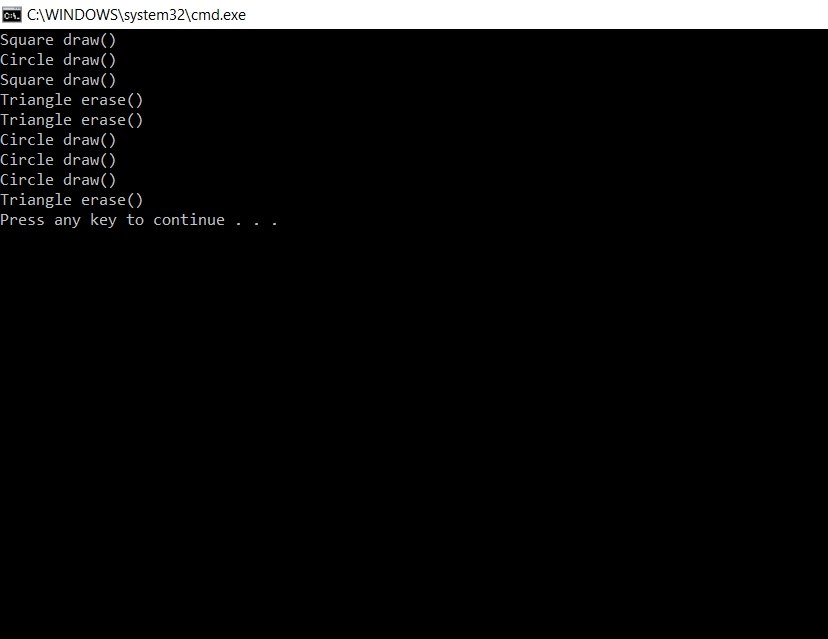 C:\WINDOWS\system32\cmd.exe
Square draw()
Circle draw()
Square draw()
Triangle erase()
Triangle erase()
Circle draw()
Circle draw()
Circle draw()
Triangle erase()
Press any key to continue . . .